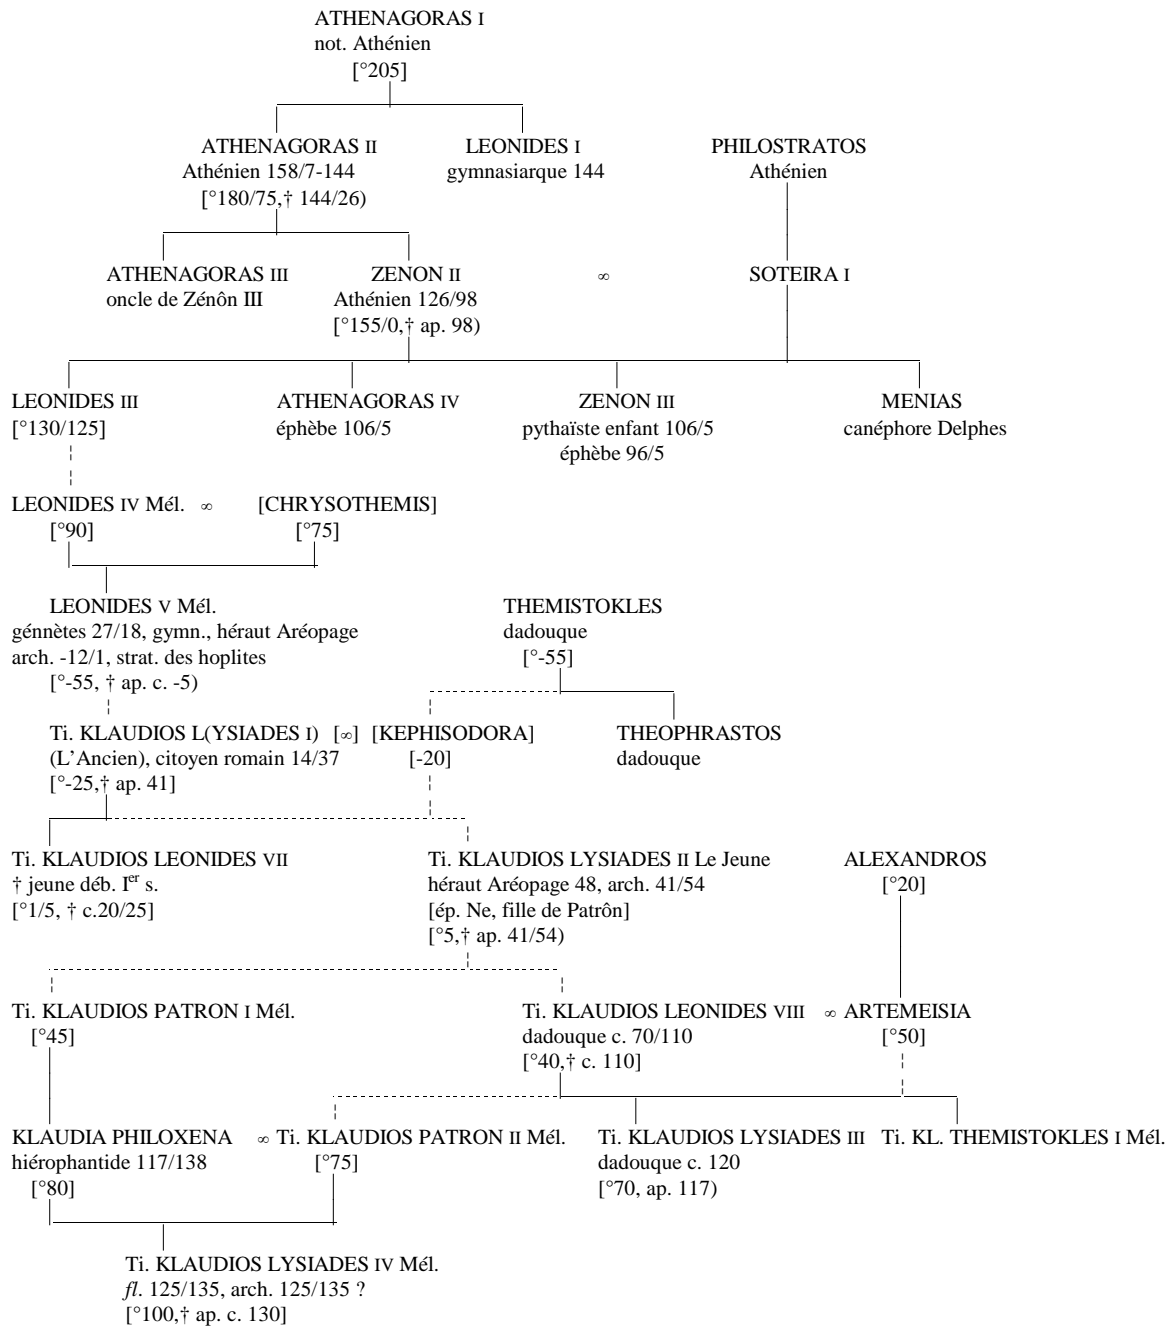 ATHENAGORAS I
not. Athénien
[°205]
ATHENAGORAS II LEONIDES I PHILOSTRATOS
Athénien 158/7-144 gymnasiarque 144 Athénien
[°180/75,† 144/26)
ATHENAGORAS III ZENON II ∞ SOTEIRA I
oncle de Zénôn III Athénien 126/98
[°155/0,† ap. 98)
LEONIDES III ATHENAGORAS IV ZENON III MENIAS
[°130/125] éphèbe 106/5 pythaïste enfant 106/5 canéphore Delphes
éphèbe 96/5
LEONIDES IV Mél. ∞ [CHRYSOTHEMIS]
[°90] [°75]
LEONIDES V Mél. THEMISTOKLES
génnètes 27/18, gymn., héraut Aréopage dadouque
arch. -12/1, strat. des hoplites [°-55]
[°-55, † ap. c. -5)
Ti. KLAUDIOS L(YSIADES I) [∞] [KEPHISODORA] THEOPHRASTOS
(L’Ancien), citoyen romain 14/37 [-20] dadouque
[°-25,† ap. 41]
Ti. KLAUDIOS LEONIDES VII Ti. KLAUDIOS LYSIADES II Le Jeune ALEXANDROS
† jeune déb. Ier s. héraut Aréopage 48, arch. 41/54 [°20]
[°1/5, † c.20/25] [ép. Ne, fille de Patrôn]
[°5,† ap. 41/54)
Ti. KLAUDIOS PATRON I Mél. Ti. KLAUDIOS LEONIDES VIII ∞ ARTEMEISIA
[°45] dadouque c. 70/110 [°50]
[°40,† c. 110]
KLAUDIA PHILOXENA ∞ Ti. KLAUDIOS PATRON II Mél. Ti. KLAUDIOS LYSIADES III Ti. KL. THEMISTOKLES I Mél.
hiérophantide 117/138 [°75] dadouque c. 120
[°80] [°70, ap. 117)
Ti. KLAUDIOS LYSIADES IV Mél.
fl. 125/135, arch. 125/135 ?
[°100,† ap. c. 130]